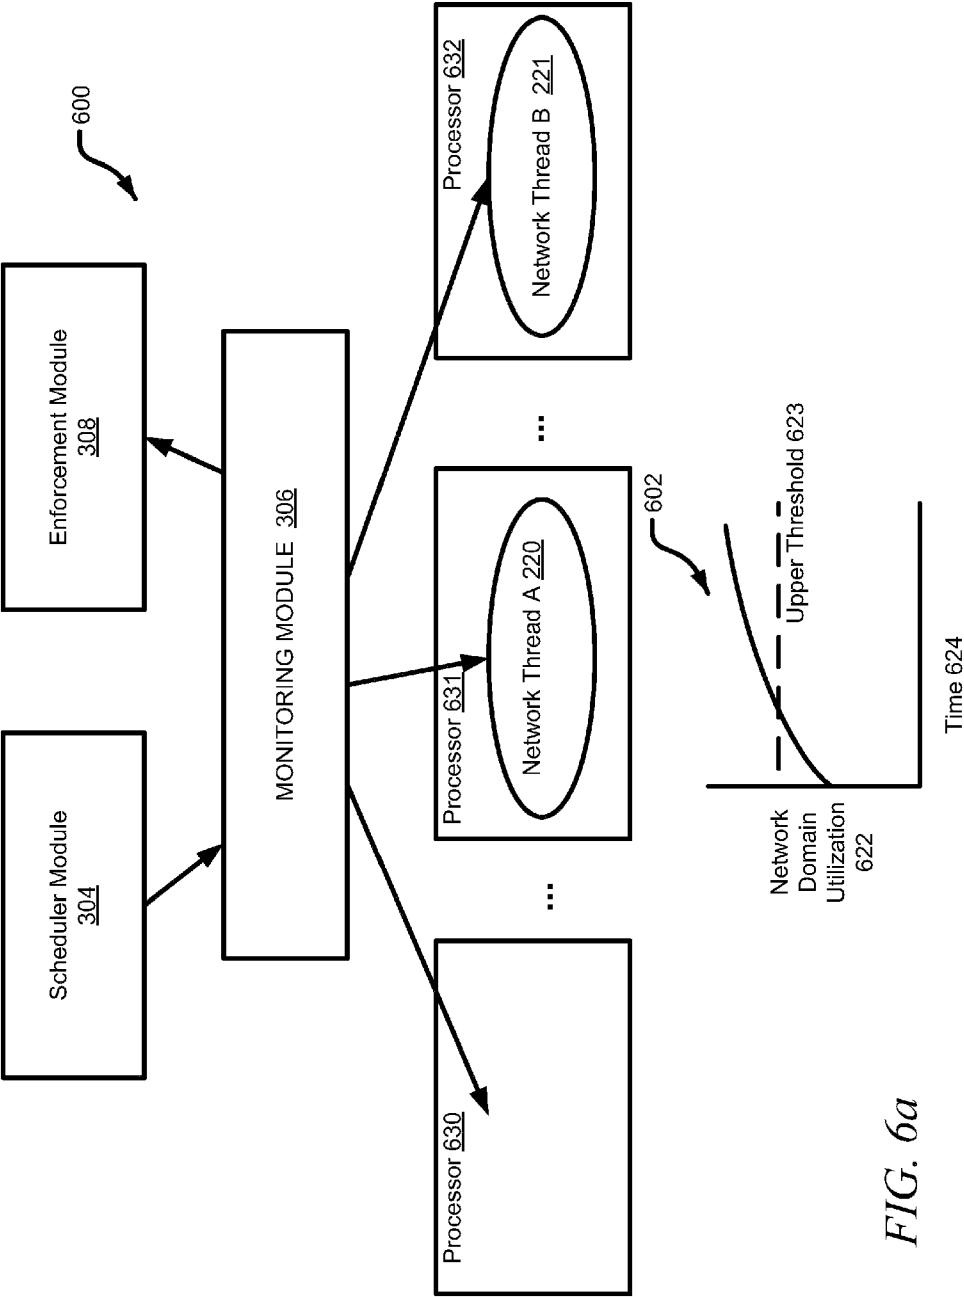 600
Scheduler Module
304
Enforcement Module
308
MONITORING MODULE 306
Processor 630
Processor 631
Processor 632
Network Thread A 220
Network Thread B 221
...
...
602
Network
Domain
Utilization
622
Upper Threshold 623
Time 624
FIG. 6a